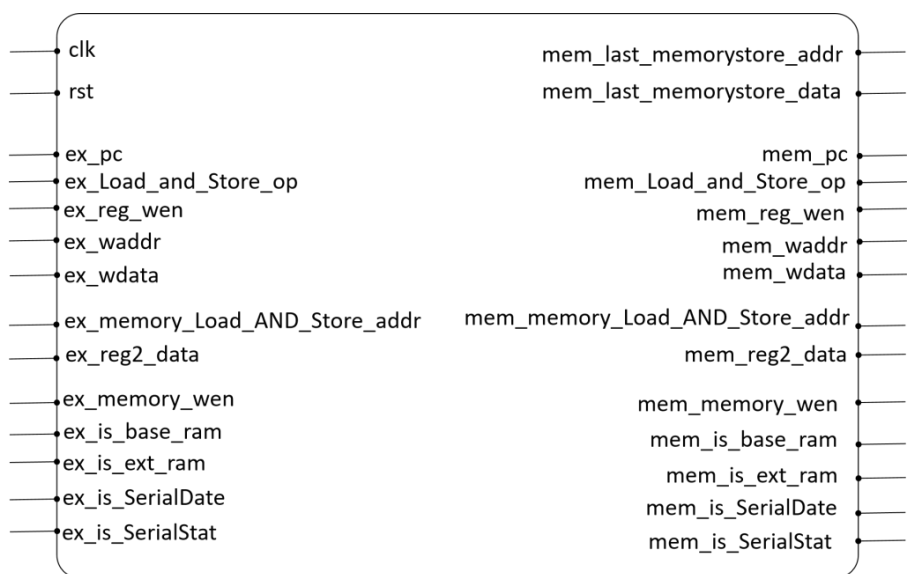 clk
rst
ex_pc
ex_Load_and_Store_op
ex_reg_wen
ex_waddr
ex_wdata
ex_memory_Load_AND_Store_addr
ex_reg2_data
ex_memory_wen
ex_is_base_ram
ex_is_ext_ram
ex_is_SerialDate
ex_is_SerialStat
mem_last_memorystore_addr
mem_last_memorystore_data
mem_pc
mem_Load_and_Store_op
mem_reg_wen
mem_waddr
mem_wdata
mem_memory_Load_AND_Store_addr
mem_reg2_data
mem_memory_wen
mem_is_base_ram
mem_is_ext_ram
mem_is_SerialDate
mem_is_SerialStat